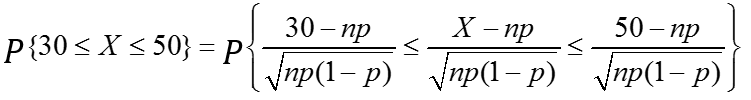 P{30 ≤ X ≤ 50} = P{ (30 − np)/√(np(1 − p)) ≤ (X − np)/√(np(1 − p)) ≤ (50 − np)/√(np(1 − p)) }